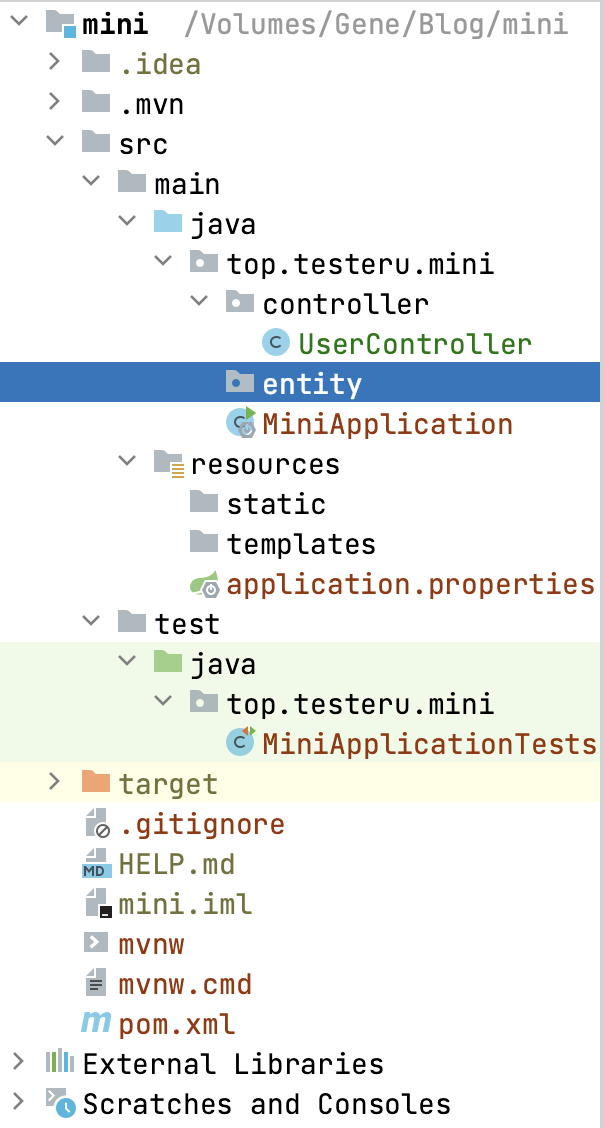 mini /Volumes/Gene/Blog/mini
.idea
.mvn
src
main
java
top.testeru.mini
controller
C UserController
entity
C MiniApplication
resources
static
templates
application.properties
test
java
top.testeru.mini
C MiniApplicationTests
target
.gitignore
MD HELP.md
mini.iml
mvnw
mvnw.cmd
m pom.xml
External Libraries
Scratches and Consoles